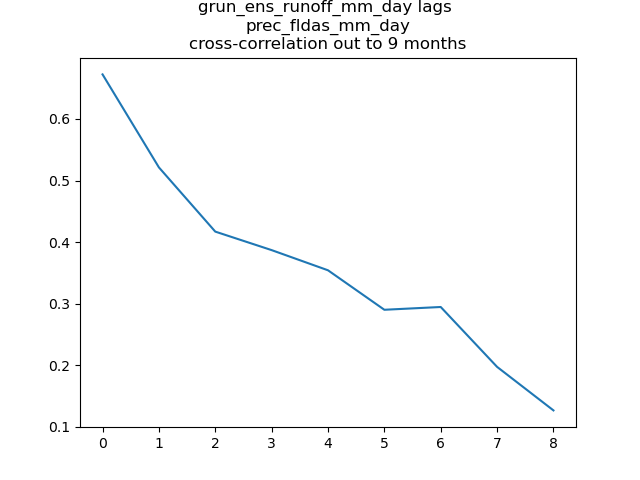 grun_ens_runoff_mm_day lags
prec_fldas_mm_day
cross-correlation out to 9 months
0.6
0.5
0.4
0.3
0.2
0.1
0 1 2 3 4 5 6 7 8